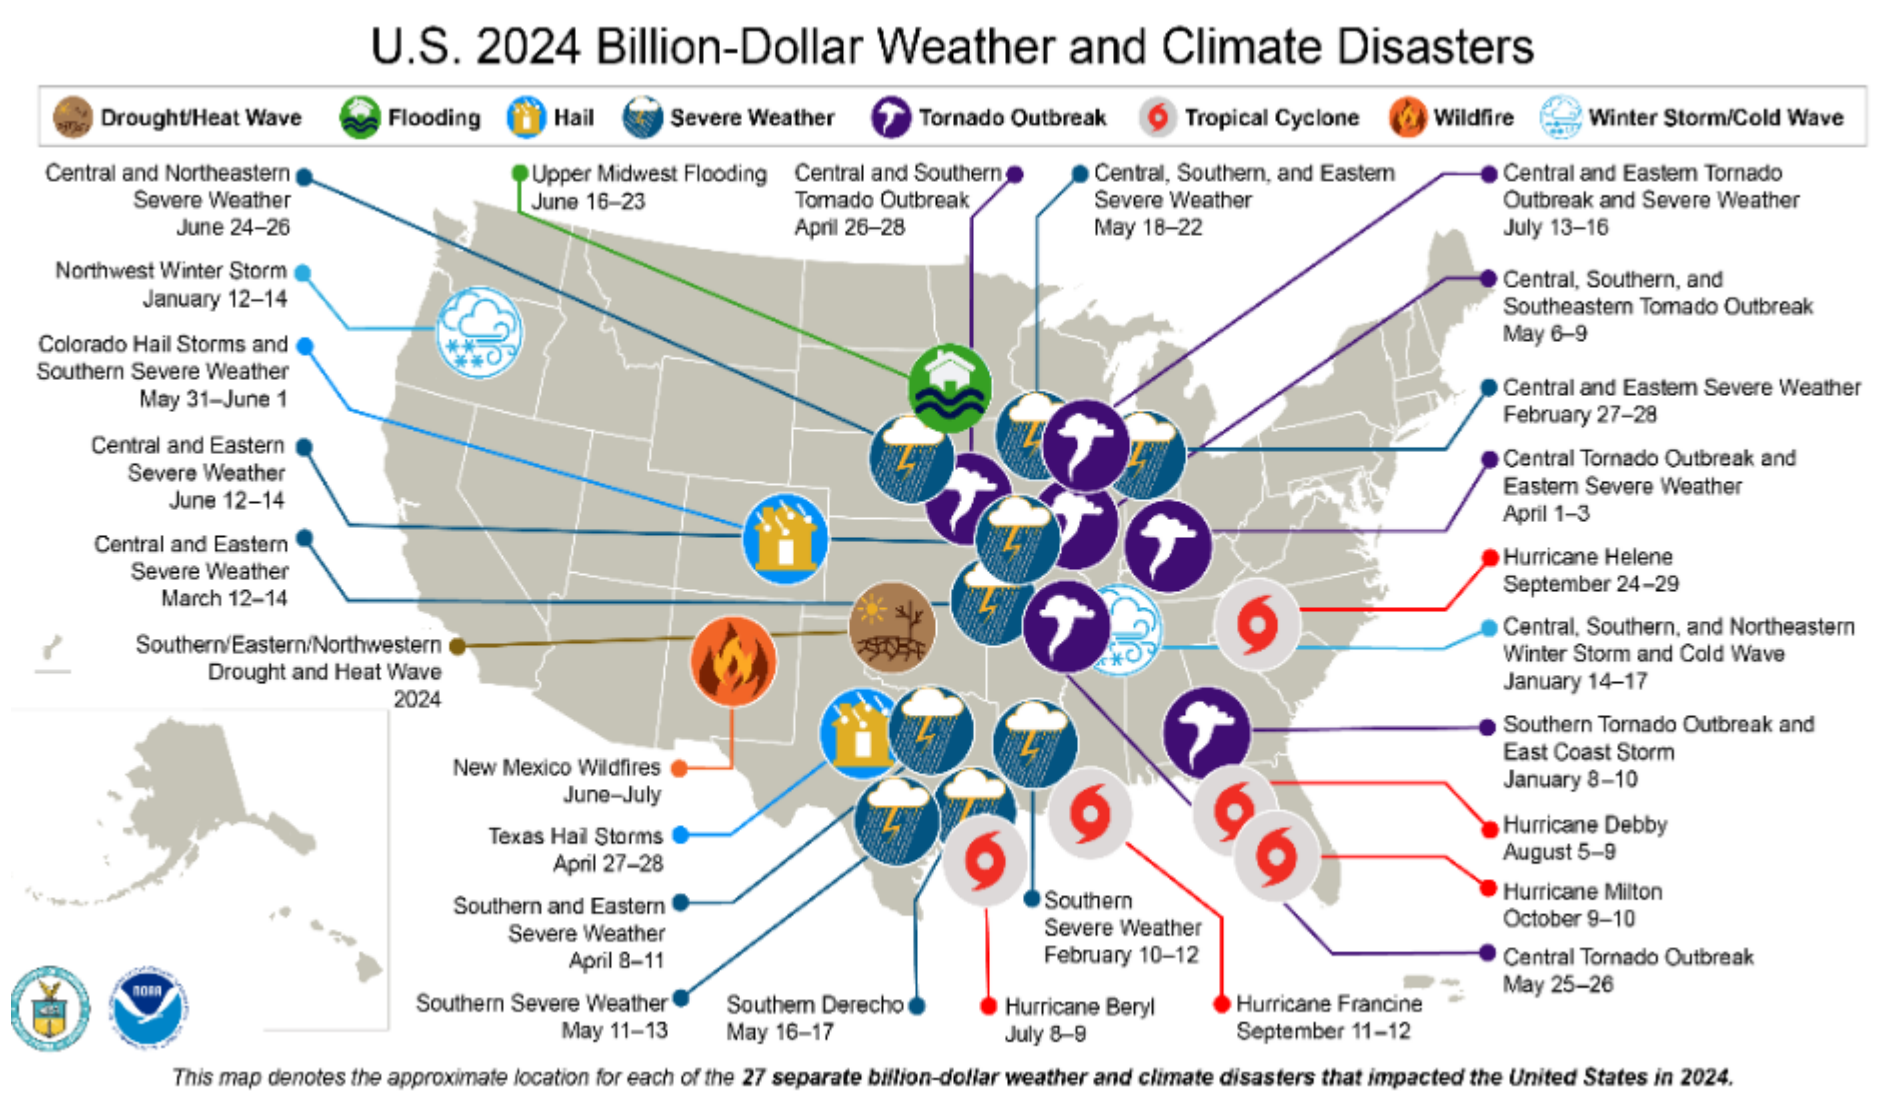 U.S. 2024 Billion-Dollar Weather and Climate Disasters
Drought/Heat Wave
Flooding
Hail
Severe Weather
Tornado Outbreak
Tropical Cyclone
Wildfire
Winter Storm/Cold Wave
Central and Northeastern
Severe Weather
June 24–26
Upper Midwest Flooding
June 16–23
Central and Southern
Tornado Outbreak
April 26–28
Central, Southern, and Eastern
Severe Weather
May 18–22
Central and Eastern Tornado
Outbreak and Severe Weather
July 13–16
Northwest Winter Storm
January 12–14
Central, Southern, and
Southeastern Tornado Outbreak
May 6–9
Colorado Hail Storms and
Southern Severe Weather
May 31–June 1
Central and Eastern Severe Weather
February 27–28
Central and Eastern
Severe Weather
June 12–14
Central Tornado Outbreak and
Eastern Severe Weather
April 1–3
Central and Eastern
Severe Weather
March 12–14
Hurricane Helene
September 24–29
Southern/Eastern/Northwestern
Drought and Heat Wave
2024
Central, Southern, and Northeastern
Winter Storm and Cold Wave
January 14–17
Southern Tornado Outbreak and
East Coast Storm
January 8–10
New Mexico Wildfires
June–July
Texas Hail Storms
April 27–28
Hurricane Debby
August 5–9
Southern and Eastern
Severe Weather
April 8–11
Southern
Severe Weather
February 10–12
Hurricane Milton
October 9–10
Central Tornado Outbreak
May 25–26
Southern Severe Weather
May 11–13
Southern Derecho
May 16–17
Hurricane Beryl
July 8–9
Hurricane Francine
September 11–12
NOAA
This map denotes the approximate location for each of the 27 separate billion-dollar weather and climate disasters that impacted the United States in 2024.